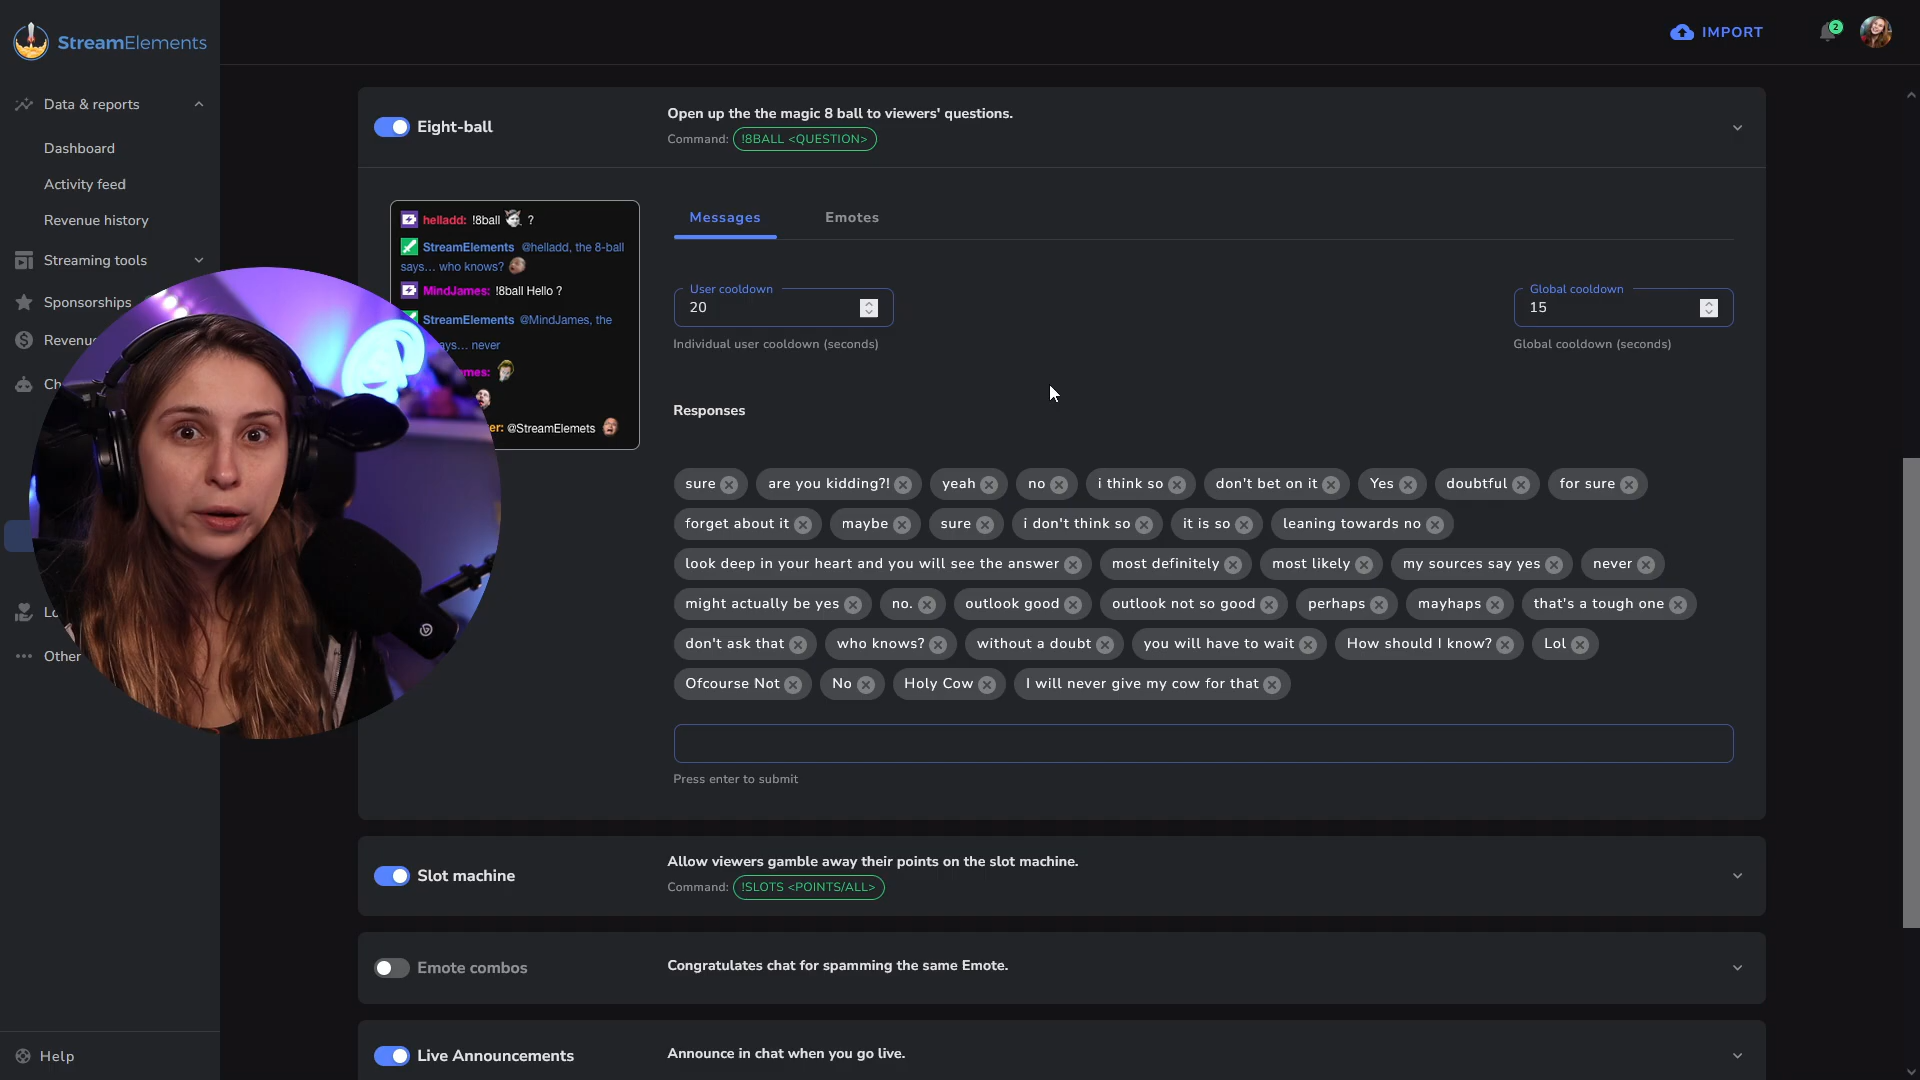 StreamElements
IMPORT
2
Data & reports
Dashboard
Activity feed
Revenue history
Streaming tools
Sponsorships
Other
Help
Eight-ball
Open up the the magic 8 ball to viewers' questions.
Command: !8BALL <QUESTION>
helladd: !8ball ?
StreamElements @helladd, the 8-ball
says... who knows?
MindJames: !8ball Hello ?
StreamElements @MindJames, the
never
@StreamElemets
Messages
Emotes
User cooldown
20
Individual user cooldown (seconds)
Global cooldown
15
Global cooldown (seconds)
Responses
sure are you kidding?! yeah no i think so don't bet on it Yes doubtful for sure
forget about it maybe sure i don't think so it is so leaning towards no
look deep in your heart and you will see the answer most definitely most likely my sources say yes never
might actually be yes no. outlook good outlook not so good perhaps mayhaps that's a tough one
don't ask that who knows? without a doubt you will have to wait How should I know? Lol
Ofcourse Not No Holy Cow I will never give my cow for that
Press enter to submit
Slot machine
Allow viewers gamble away their points on the slot machine.
Command: !SLOTS <POINTS/ALL>
Emote combos
Congratulates chat for spamming the same Emote.
Live Announcements
Announce in chat when you go live.